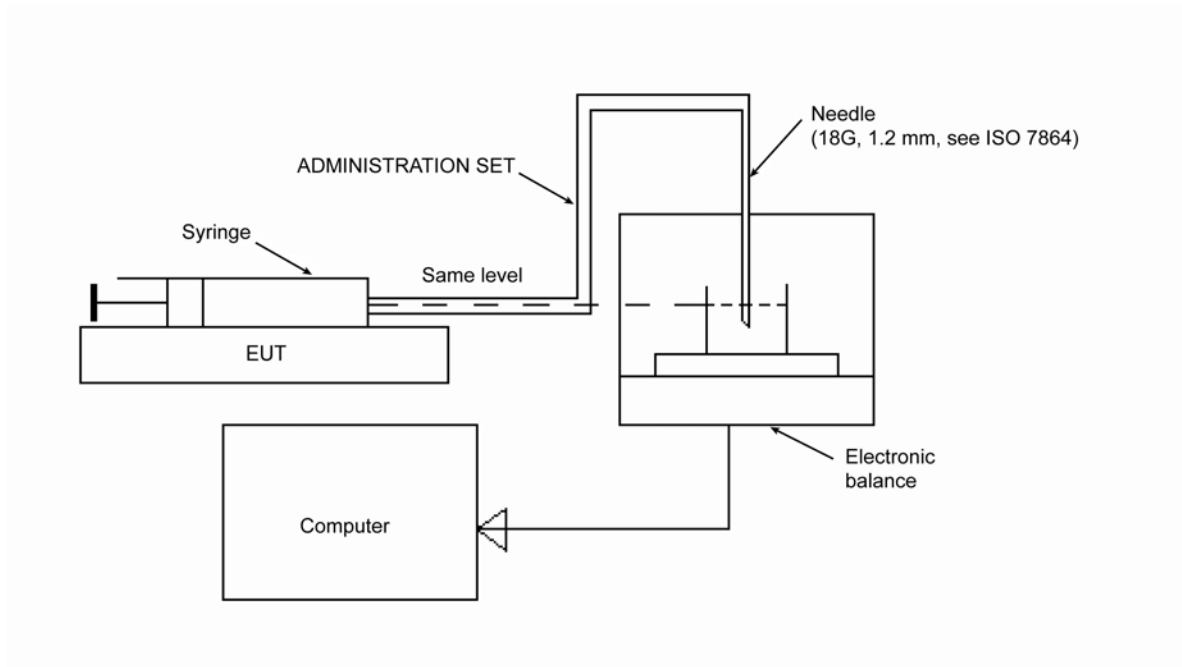 Needle
(18G, 1.2 mm, see ISO 7864)
ADMINISTRATION SET
Syringe
Same level
EUT
Electronic
balance
Computer